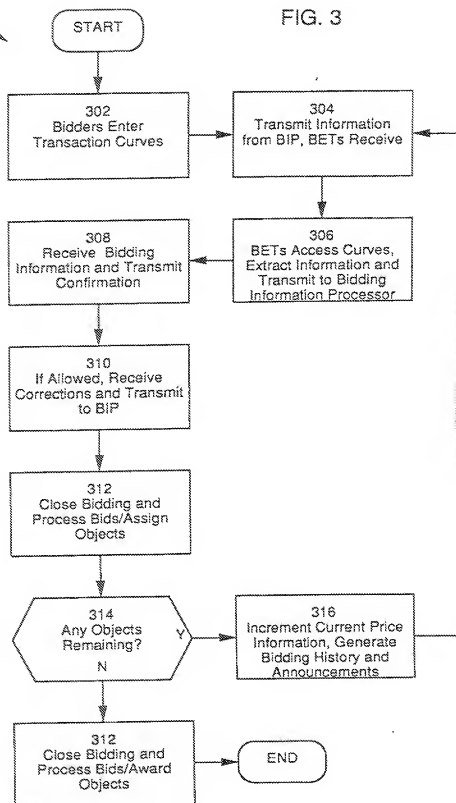 FIG. 3
START
302
Bidders Enter
Transaction Curves
304
Transmit Information
from BIP, BETs Receive
306
BETs Access Curves,
Extract Information and
Transmit to Bidding
Information Processor
308
Receive Bidding
Information and Transmit
Confirmation
310
If Allowed, Receive
Corrections and Transmit
to BIP
312
Close Bidding and
Process Bids/Assign
Objects
314
Any Objects
Remaining?
Y
N
316
Increment Current Price
Information, Generate
Bidding History and
Announcements
312
Close Bidding and
Process Bids/Award
Objects
END